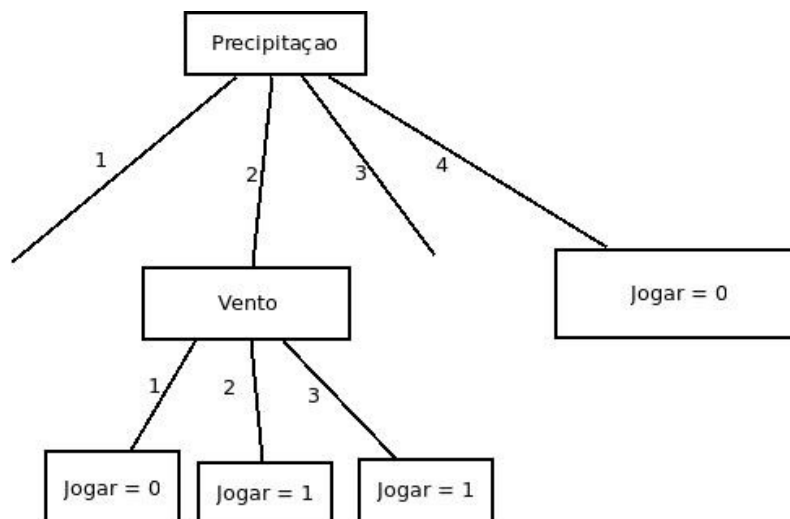 Precipitaçao
1
2
3
4
Jogar = 0
Vento
1
2
3
Jogar = 0
Jogar = 1
Jogar = 1